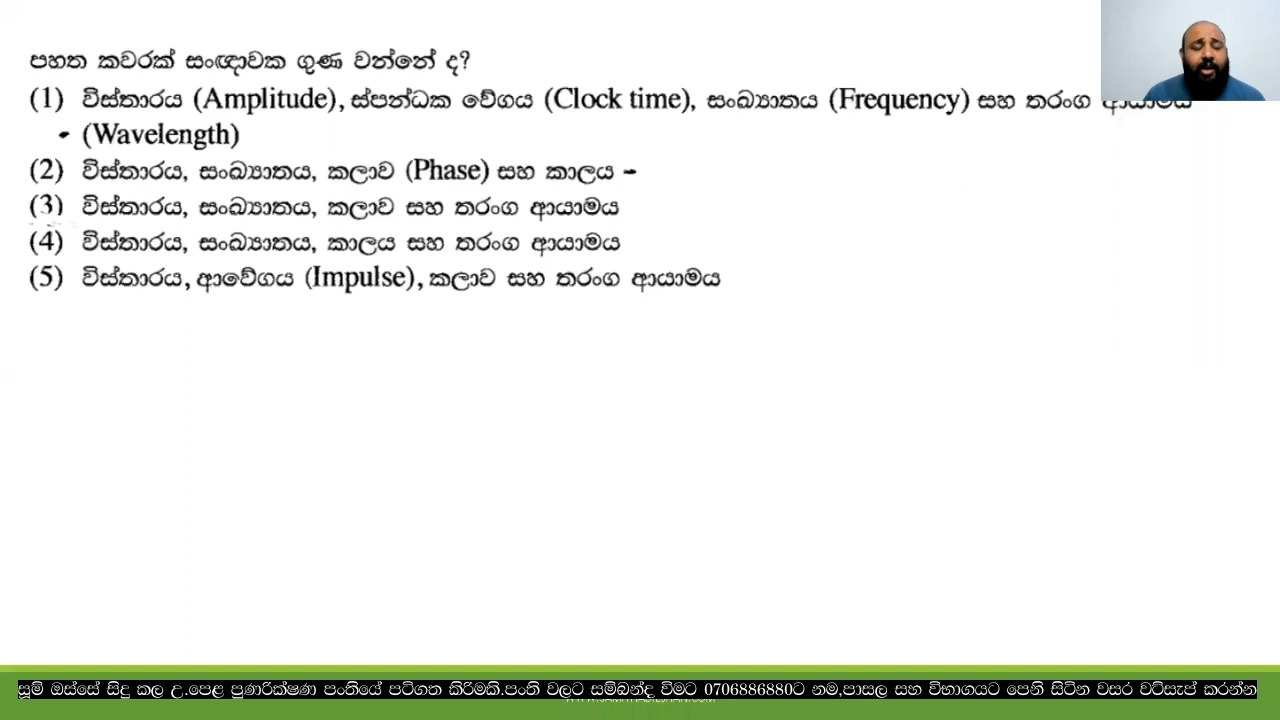 පහත කවරක් සංඥාවක ගුණ වන්නේ ද?
(1) විස්තාරය (Amplitude), ස්පන්ධක වේගය (Clock time), සංඛ්‍යාතය (Frequency) සහ තරංග ආයාමය
(Wavelength)
(2) විස්තාරය, සංඛ්‍යාතය, කලාව (Phase) සහ කාලය
(3) විස්තාරය, සංඛ්‍යාතය, කලාව සහ තරංග ආයාමය
(4) විස්තාරය, සංඛ්‍යාතය, කාලය සහ තරංග ආයාමය
(5) විස්තාරය, ආවේගය (Impulse), කලාව සහ තරංග ආයාමය
සූම් ඔස්සේ සිදු කල උ.පෙළ පුණරීක්ෂණ පංතියේ පටිගත කිරීමකි.පංති වලට සම්බන්ද වීමට 0706886880ට නම,පාසල සහ විභාගයට පෙනී සිටින වසර වට්සැප් කරන්න